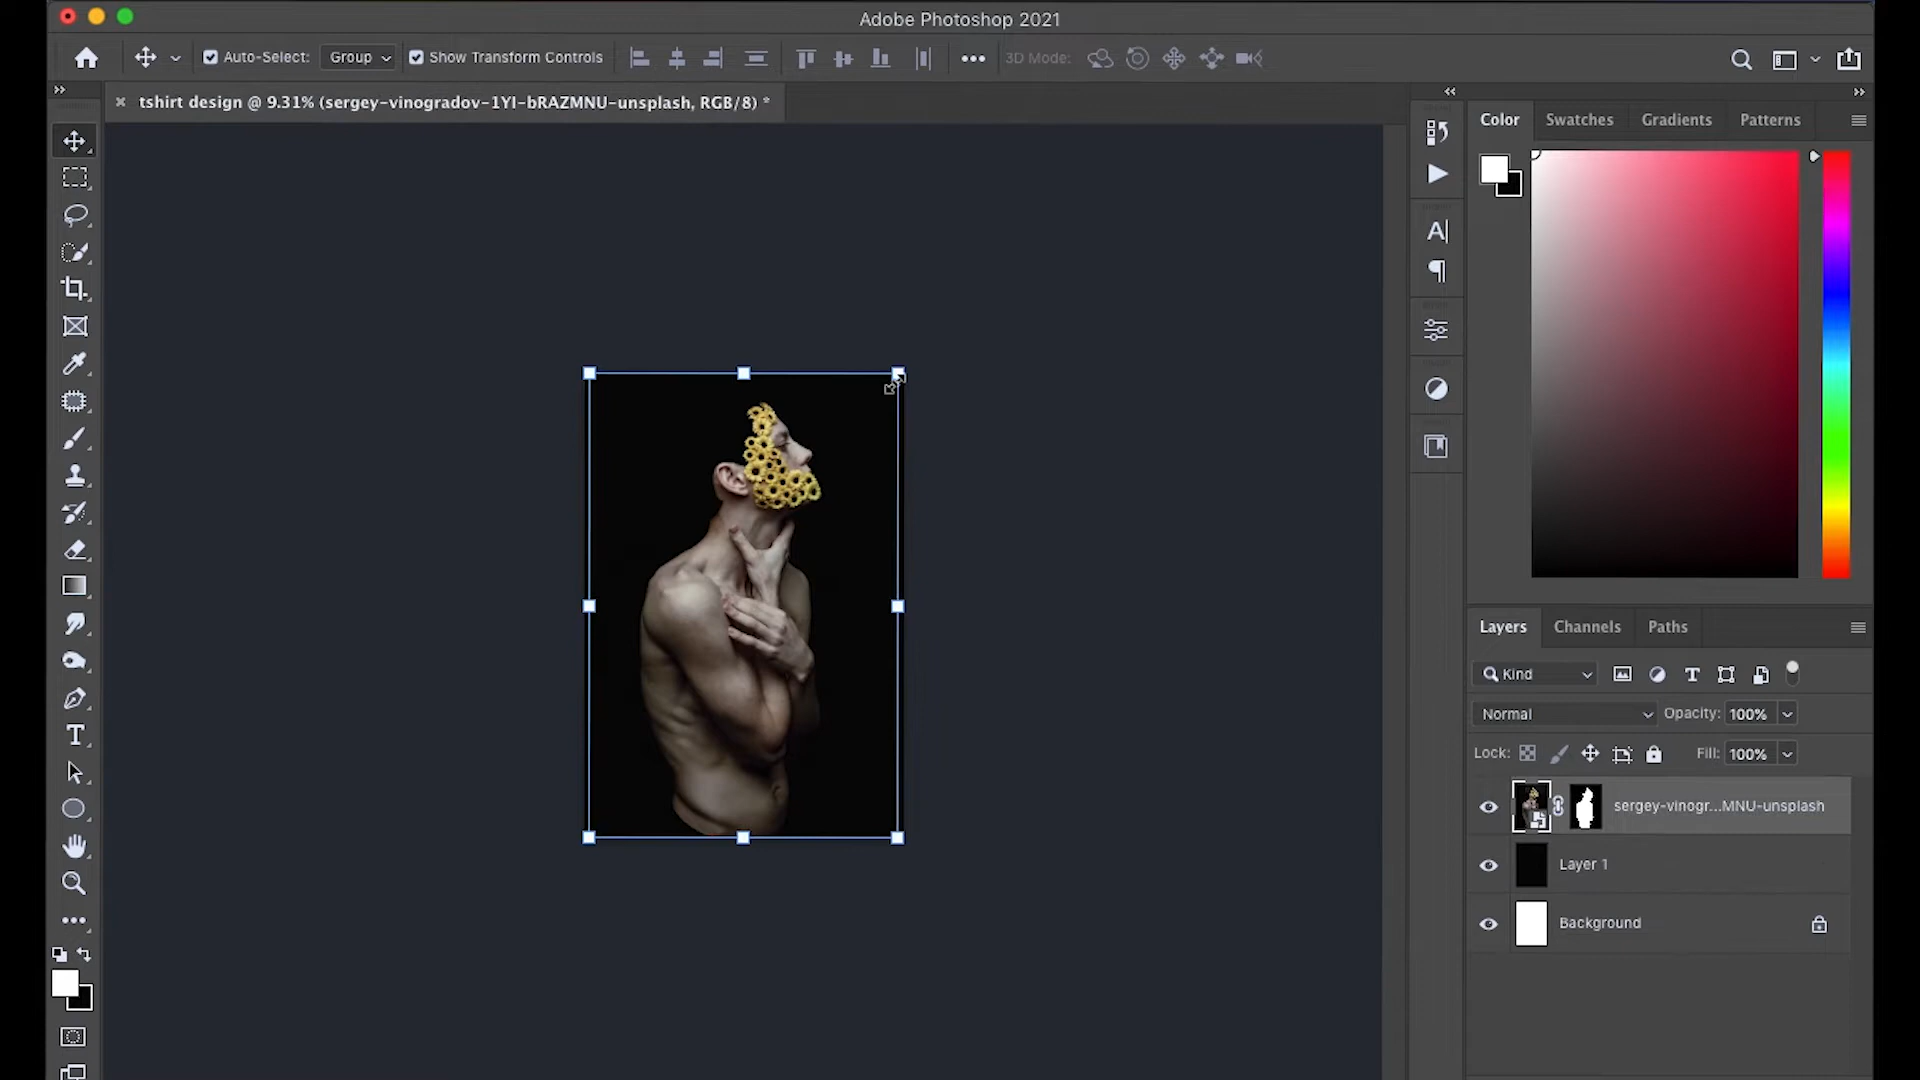 Adobe Photoshop 2021
Auto-Select: Group Show Transform Controls 3D Mode:
tshirt design @ 9.31% (sergey-vinogradov-1YI-bRAZMNU-unsplash, RGB/8) *
Color Swatches Gradients Patterns
Layers Channels Paths
Kind
Normal Opacity: 100%
Lock: Fill: 100%
sergey-vinogr...MNU-unsplash
Layer 1
Background